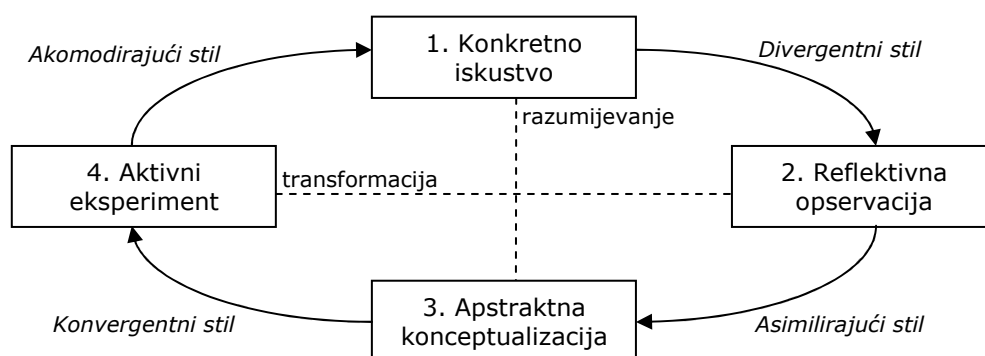 Akomodirajući stil
1. Konkretno
iskustvo
Divergentni stil
razumijevanje
4. Aktivni
eksperiment
transformacija
2. Reflektivna
opservacija
Konvergentni stil
3. Apstraktna
konceptualizacija
Asimilirajući stil